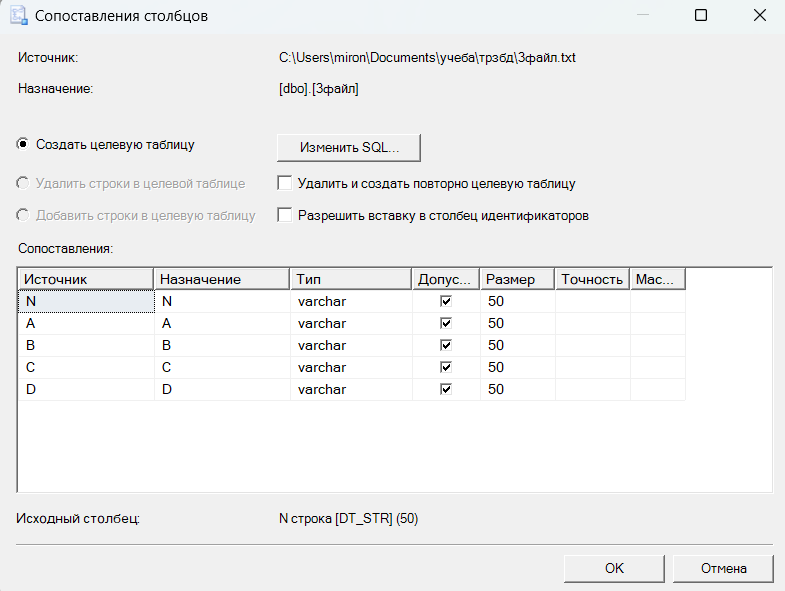 Сопоставления столбцов
Источник: C:\Users\miron\Documents\учеба\трзбд\3файл.txt
Назначение: [dbo].[3файл]
Создать целевую таблицу Изменить SQL...
Удалить строки в целевой таблице Удалить и создать повторно целевую таблицу
Добавить строки в целевую таблицу Разрешить вставку в столбец идентификаторов
Сопоставления:
Источник Назначение Тип Допус... Размер Точность Мас...
N N varchar 50
A A varchar 50
B B varchar 50
C C varchar 50
D D varchar 50
Исходный столбец: N строка [DT_STR] (50)
OK Отмена